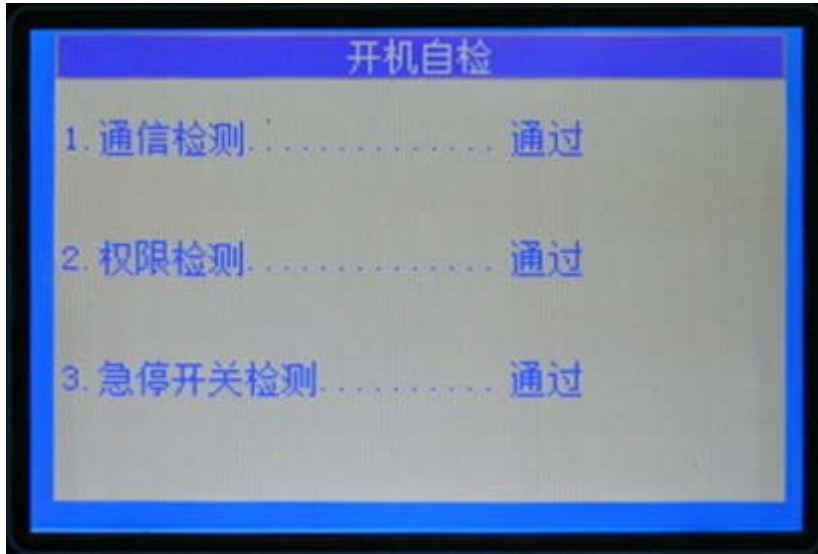 开机自检
1.通信检测.............. 通过
2.权限检测.............. 通过
3.急停开关检测.......... 通过